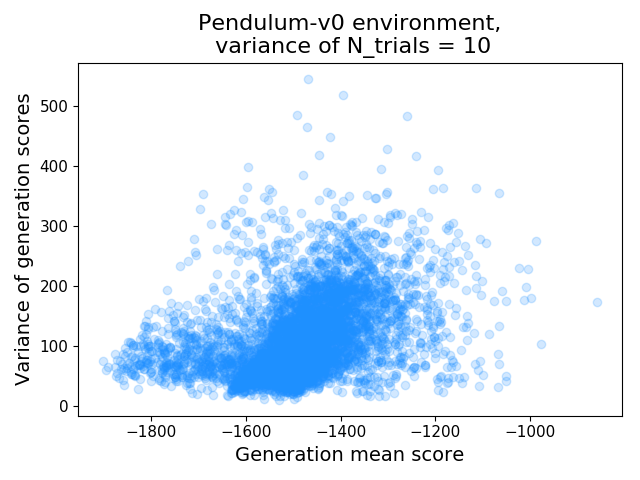 Pendulum-v0 environment,
variance of N_trials = 10
Variance of generation scores
500
400
300
200
100
0
−1800
−1600
−1400
−1200
−1000
Generation mean score